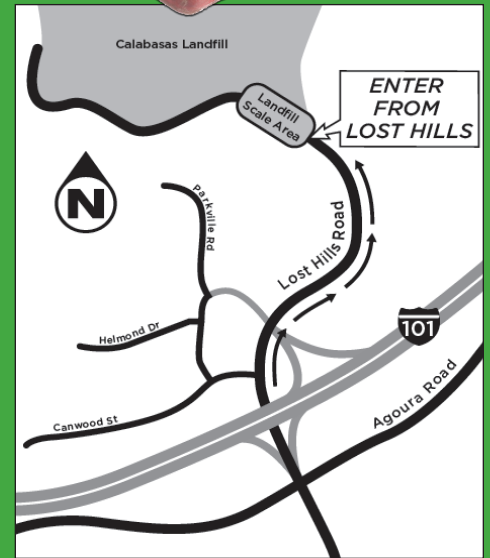 Calabasas Landfill
Landfill
Scale Area
ENTER
FROM
LOST HILLS
N
Parkville Rd
Lost Hills Road
Helmond Dr
101
Canwood St
Agoura Road